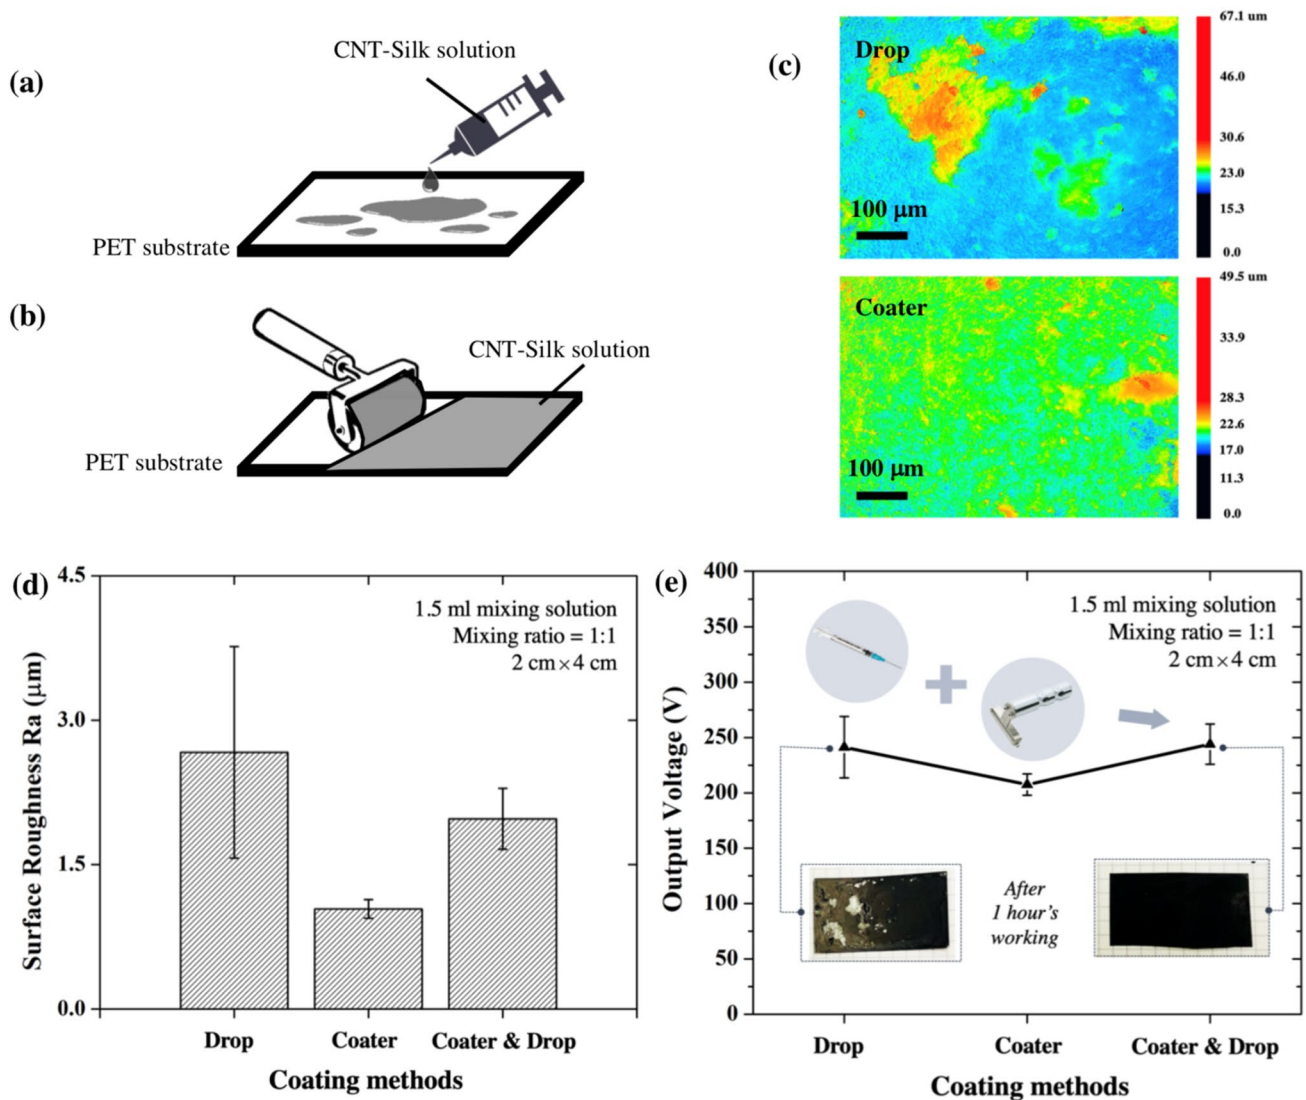 (a)
CNT-Silk solution
PET substrate
(b)
CNT-Silk solution
PET substrate
(c)
Drop
100 μm
67.1 um
46.0
30.6
23.0
15.3
0.0
Coater
100 μm
49.5 um
33.9
28.3
22.6
17.0
11.3
0.0
(d)
4.5
3.0
1.5
0.0
Surface Roughness Ra (μm)
1.5 ml mixing solution
Mixing ratio = 1:1
2 cm×4 cm
Drop
Coater
Coater & Drop
Coating methods
(e)
400
350
300
250
200
150
100
50
0
Output Voltage (V)
1.5 ml mixing solution
Mixing ratio = 1:1
2 cm×4 cm
After
1 hour's
working
Drop
Coater
Coater & Drop
Coating methods